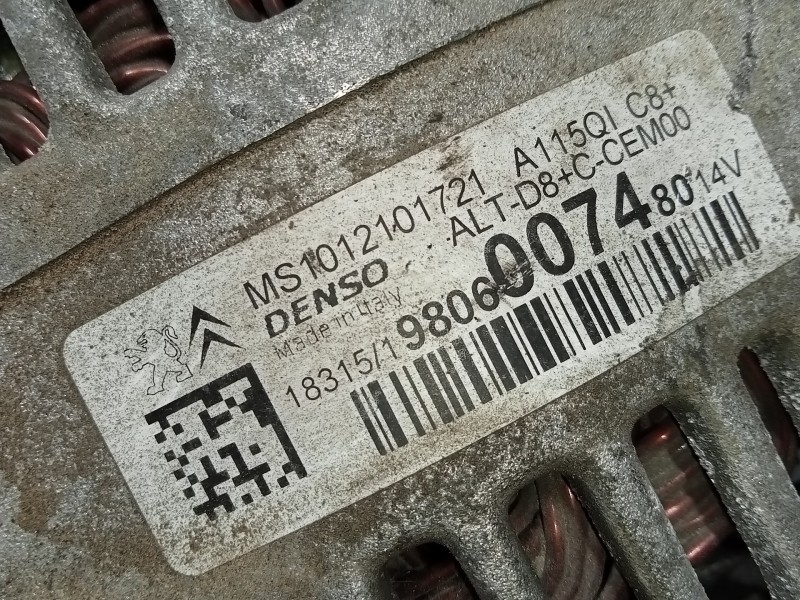 MS1012101721 A115QI C8+
DENSO ALT-D8+C-CEM00
Made in Italy 14V
18315/1 9806007480